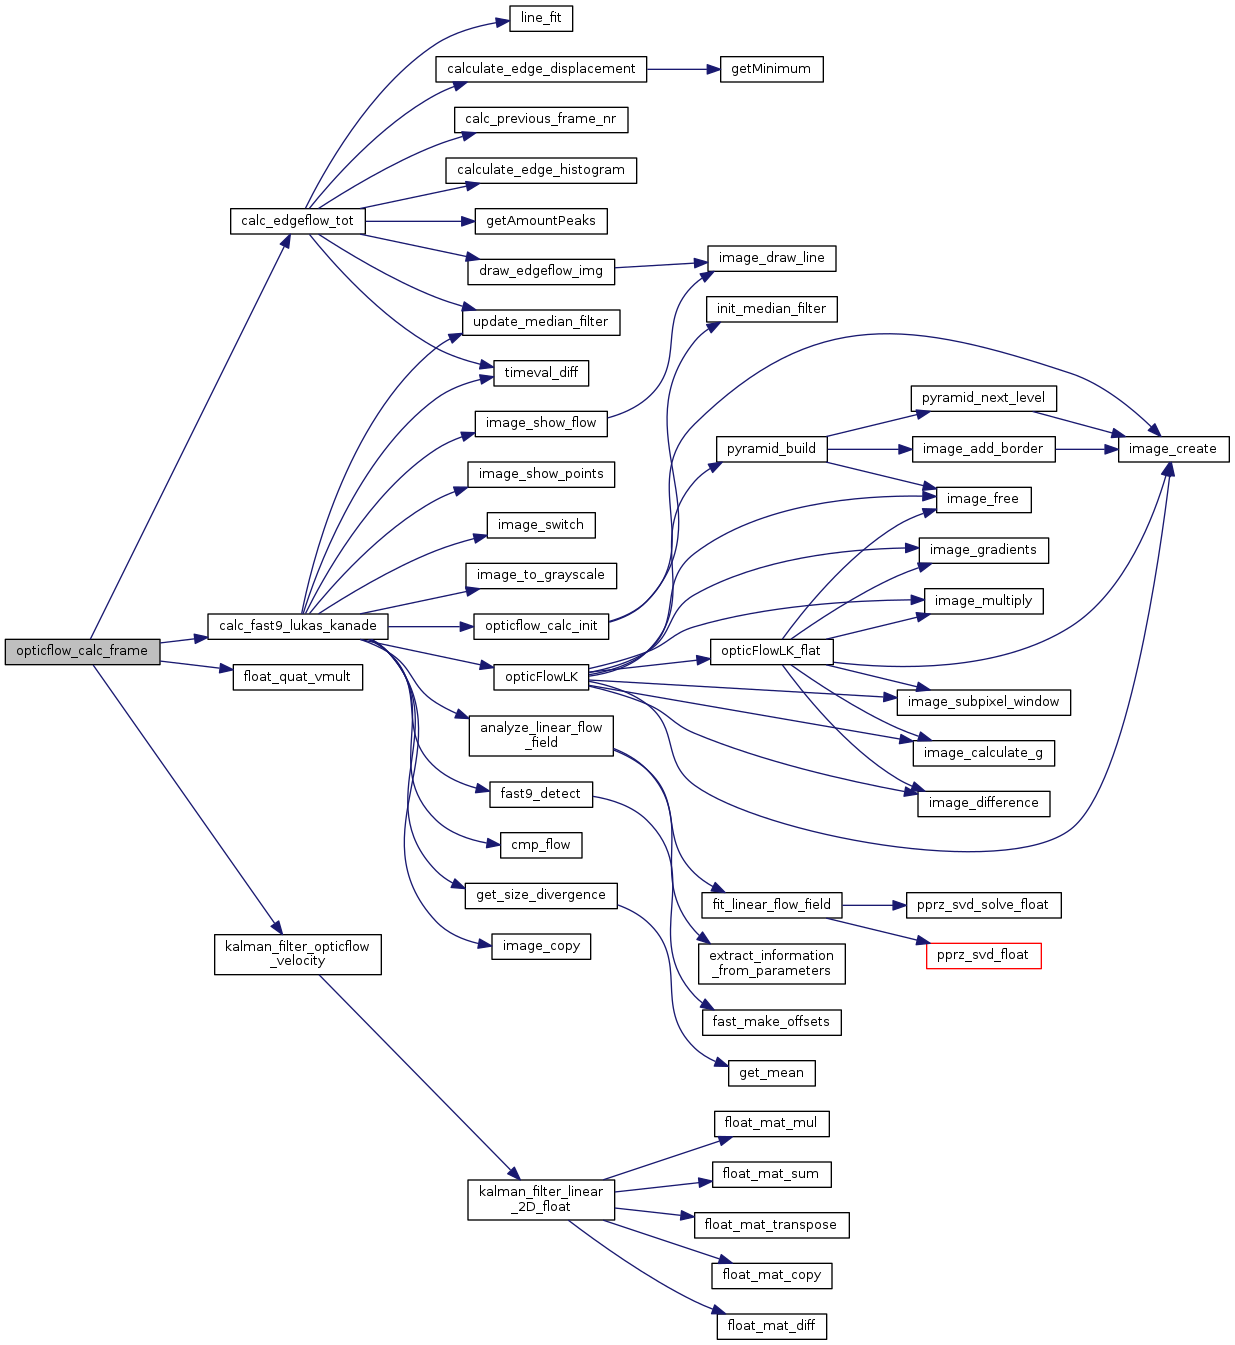 line_fit
calculate_edge_displacement
getMinimum
calc_previous_frame_nr
calculate_edge_histogram
calc_edgeflow_tot
getAmountPeaks
draw_edgeflow_img
image_draw_line
update_median_filter
init_median_filter
timeval_diff
image_show_flow
pyramid_next_level
pyramid_build
image_add_border
image_create
image_show_points
image_free
image_switch
image_gradients
image_to_grayscale
image_multiply
calc_fast9_lukas_kanade
opticflow_calc_init
opticflow_calc_frame
opticFlowLK_flat
float_quat_vmult
opticFlowLK
image_subpixel_window
analyze_linear_flow
_field
image_calculate_g
fast9_detect
image_difference
cmp_flow
get_size_divergence
fit_linear_flow_field
pprz_svd_solve_float
kalman_filter_opticflow
_velocity
image_copy
extract_information
_from_parameters
pprz_svd_float
fast_make_offsets
get_mean
float_mat_mul
float_mat_sum
kalman_filter_linear
_2D_float
float_mat_transpose
float_mat_copy
float_mat_diff